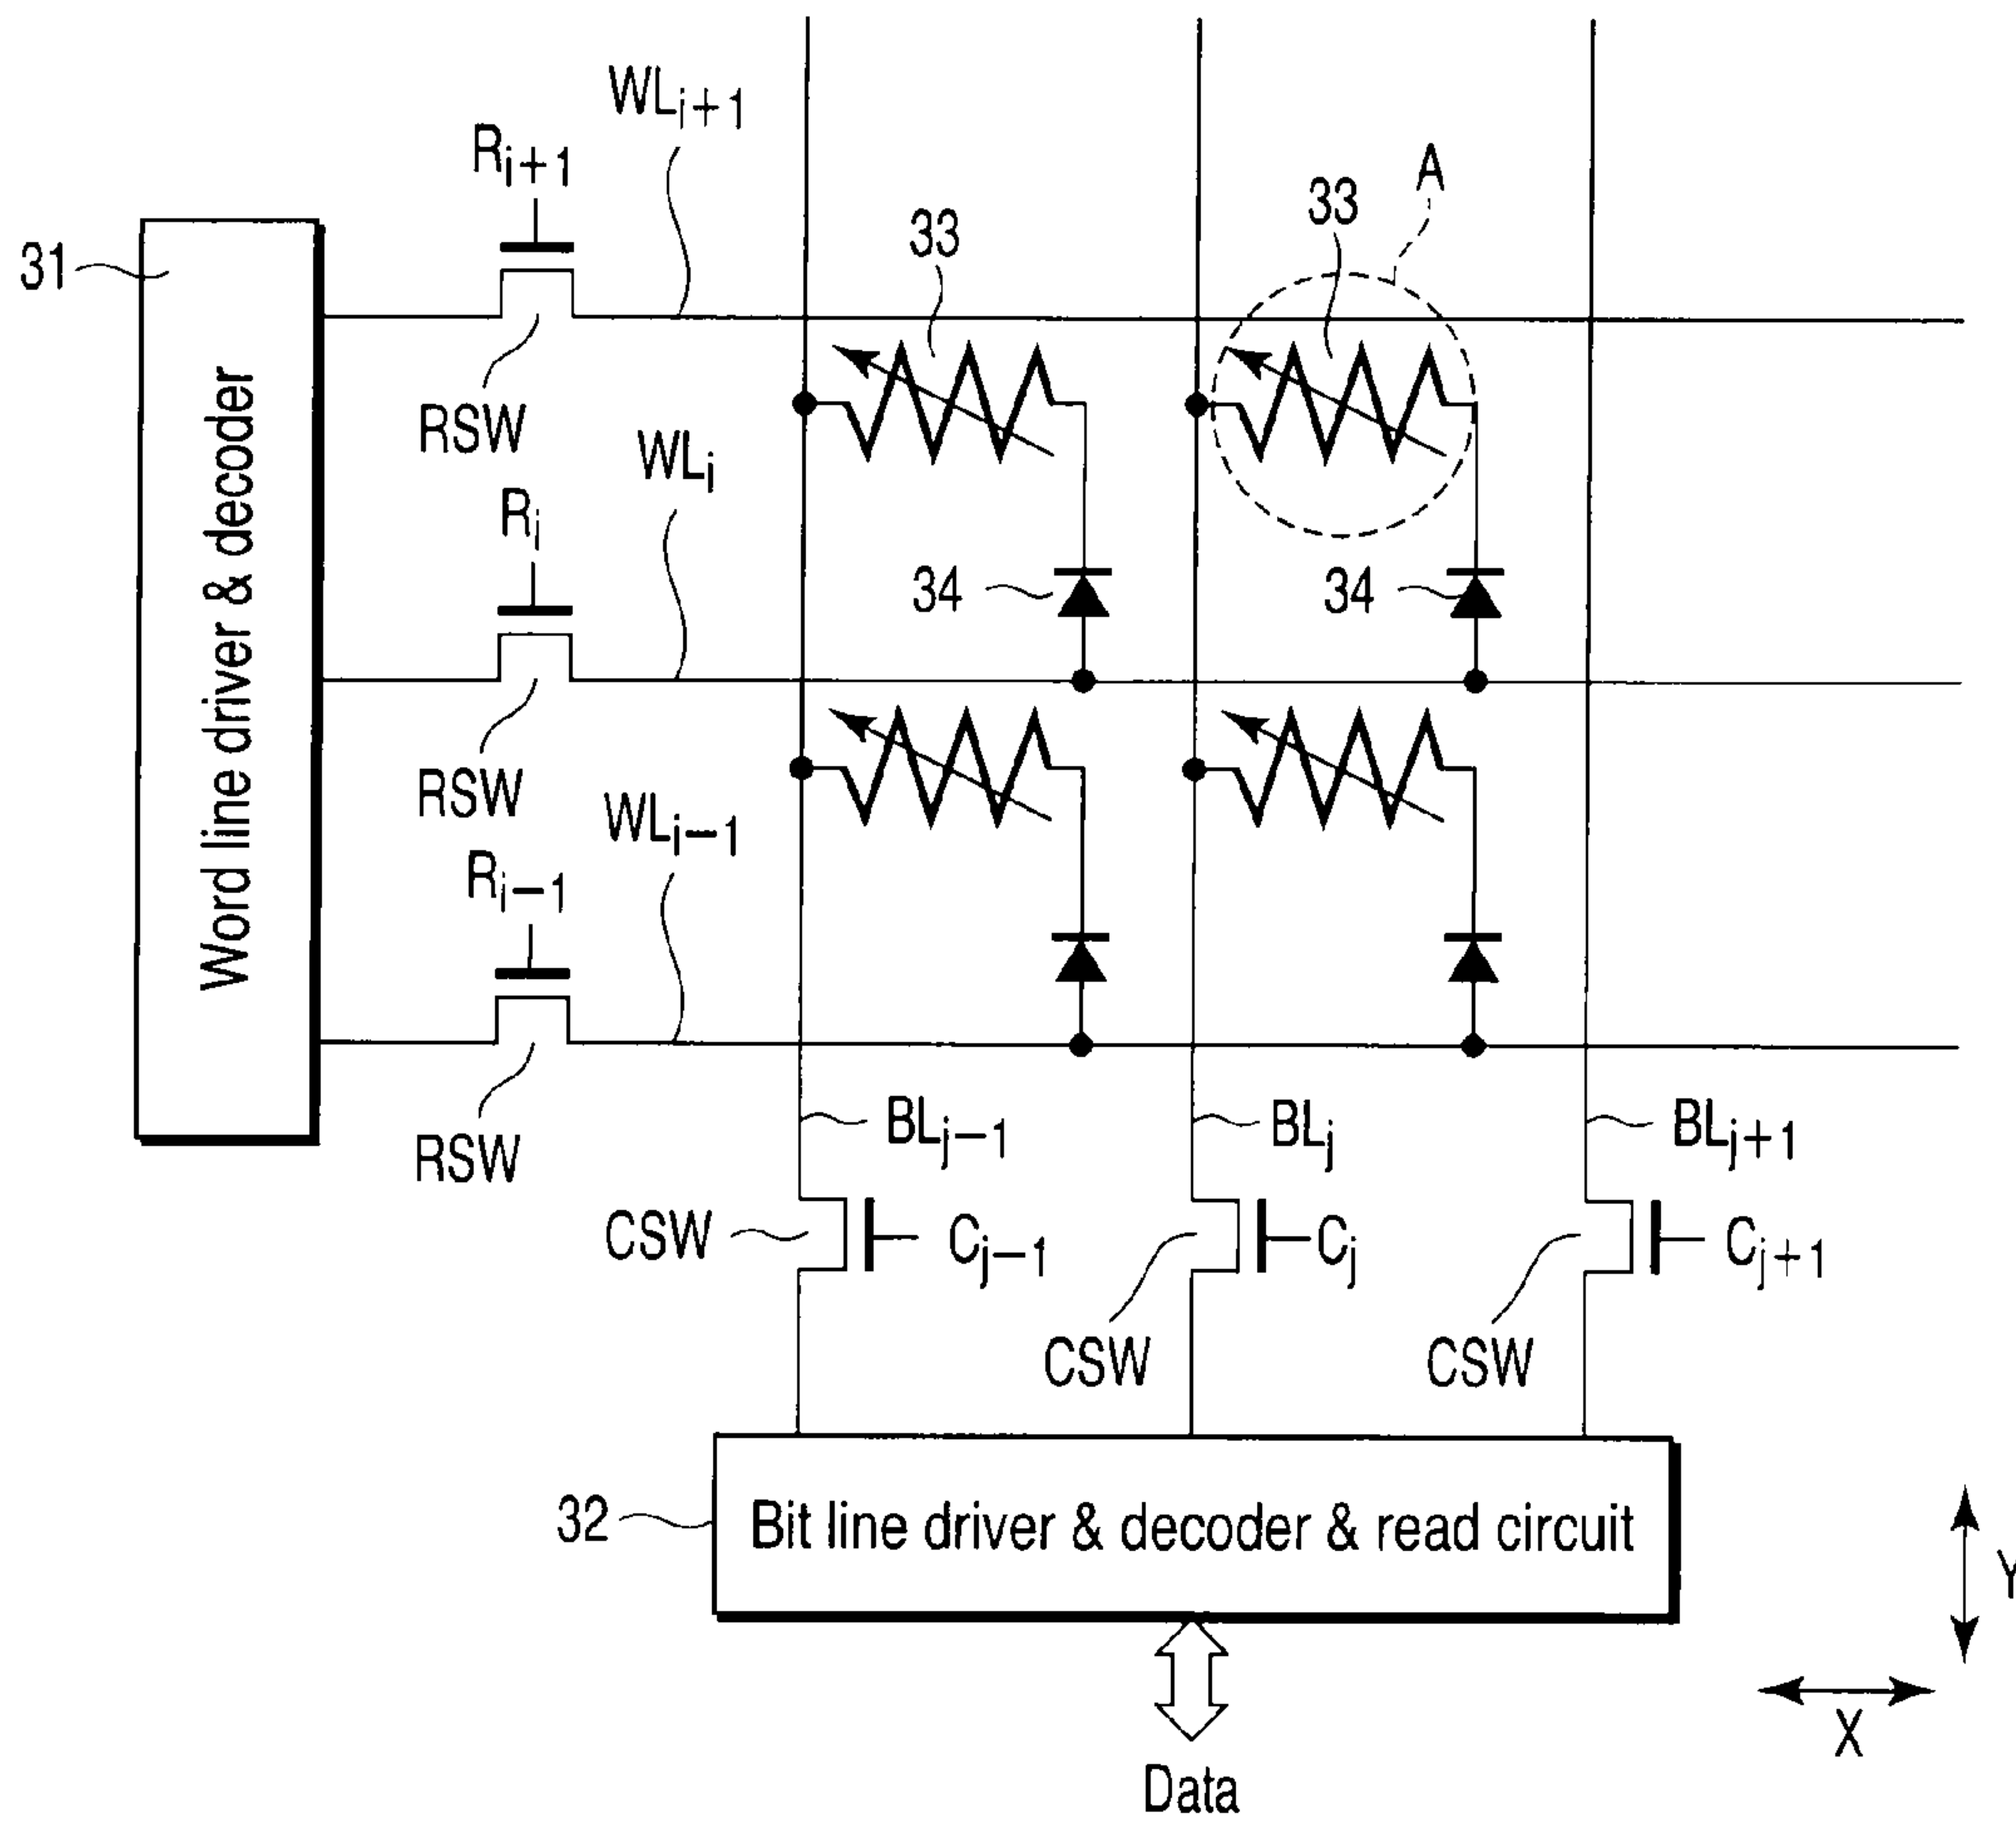 WLi+1
Ri+1
A
33
33
31
RSW
WLi
Ri
34
34
Word line driver & decoder
RSW
WLi−1
Ri−1
RSW
BLj−1
BLj
BLj+1
CSW
Cj−1
Cj
Cj+1
CSW
CSW
32
Bit line driver & decoder & read circuit
Y
X
Data